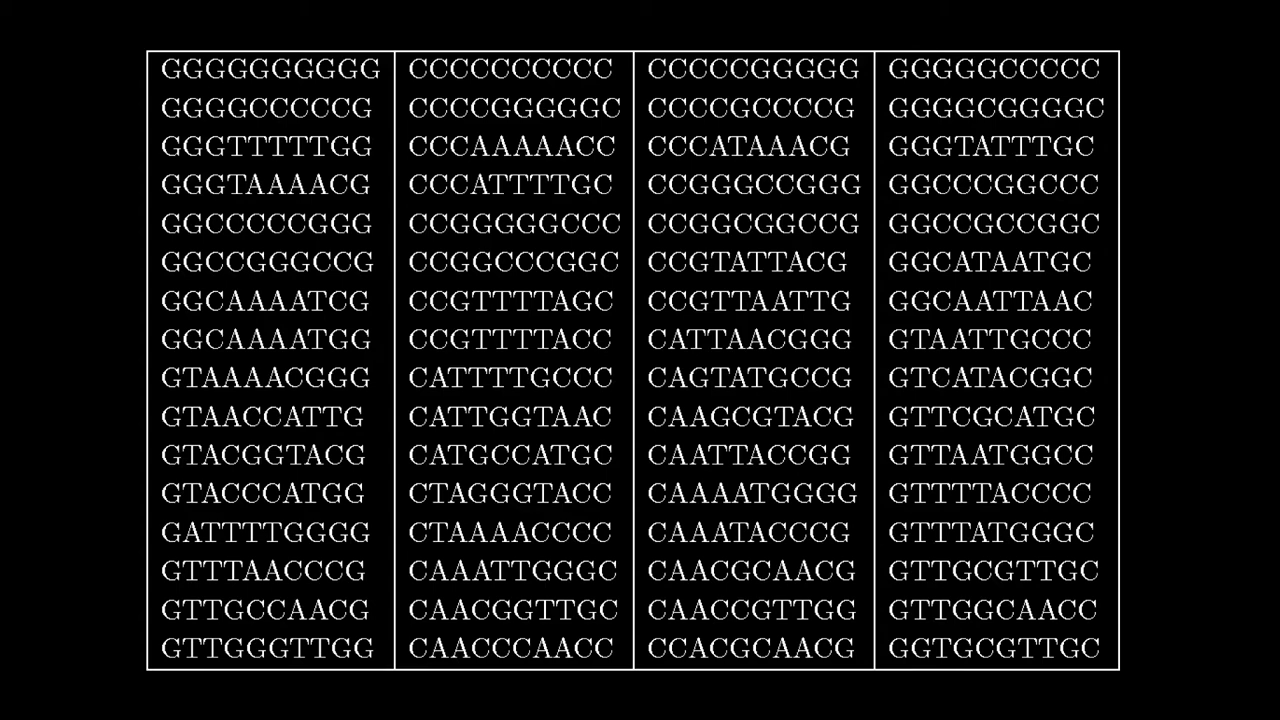 GGGGGGGGGG CCCCCCCCCC CCCCCGGGGG GGGGGCCCCC
GGGGCCCCCG CCCCGGGGGC CCCCGCCCCG GGGGCGGGGC
GGGTTTTTGG CCCAAAAACC CCCATAAACG GGGTATTTGC
GGGTAAAACG CCCATTTTGC CCGGGCCGGG GGCCCGGCCC
GGCCCCCGGG CCGGGGGCCC CCGGCGGCCG GGCCGCCGGC
GGCCGGGCCG CCGGCCCGGC CCGTATTACG GGCATAATGC
GGCAAAATCG CCGTTTTAGC CCGTTAATTG GGCAATTAAC
GGCAAAATGG CCGTTTTACC CATTAACGGG GTAATTGCCC
GTAAAACGGG CATTTTGCCC CAGTATGCCG GTCATACGGC
GTAACCATTG CATTGGTAAC CAAGCGTACG GTTCGCATGC
GTACGGTACG CATGCCATGC CAATTACCGG GTTAATGGCC
GTACCCATGG CTAGGGTACC CAAAATGGGG GTTTTACCCC
GATTTTGGGG CTAAAACCCC CAAATACCCG GTTTATGGGC
GTTTAACCCG CAAATTGGGC CAACGCAACG GTTGCGTTGC
GTTGCCAACG CAACGGTTGC CAACCGTTGG GTTGGCAACC
GTTGGGTTGG CAACCCAACC CCACGCAACG GGTGCGTTGC